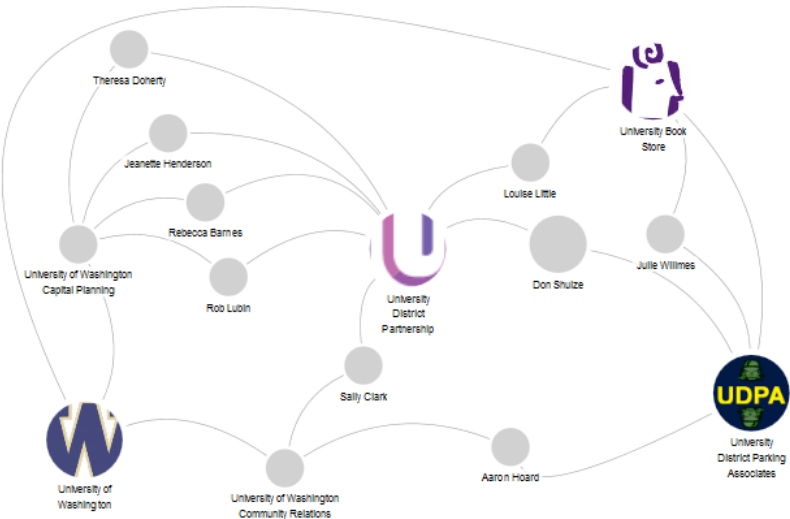 Theresa Doherty
University Book
Store
Jeanette Henderson
Louise Little
Rebecca Barnes
University of Washington
Capital Planning
Rob Lubin
University
District
Partnership
Don Shulze
Julie Willmes
Sally Clark
UDPA
University
District Parking
Associates
W
University of
Washington
University of Washington
Community Relations
Aaron Hoard